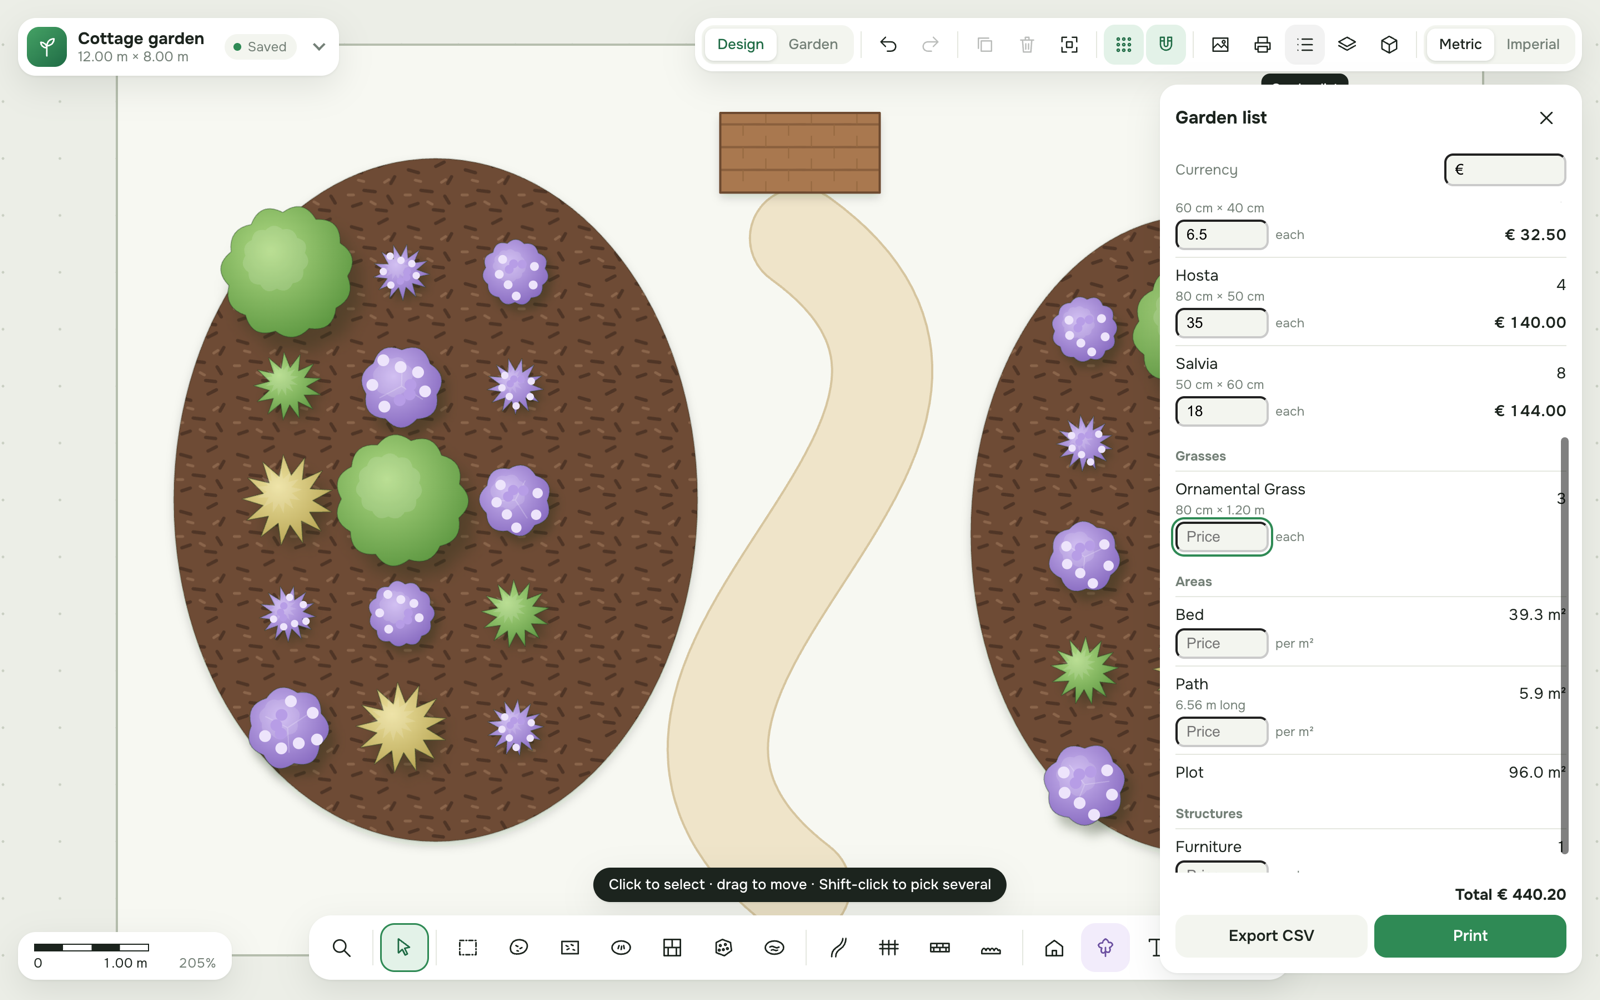 Cottage garden
12.00 m × 8.00 m
Saved
Design
Garden
Metric
Imperial
Garden list
Currency
€
60 cm × 40 cm
6.5
each
€ 32.50
Hosta
4
80 cm × 50 cm
35
each
€ 140.00
Salvia
8
50 cm × 60 cm
18
each
€ 144.00
Grasses
Ornamental Grass
3
80 cm × 1.20 m
Price
each
Areas
Bed
39.3 m²
Price
per m²
Path
5.9 m²
6.56 m long
Price
per m²
Plot
96.0 m²
Structures
Furniture
1
Total € 440.20
Export CSV
Print
Click to select · drag to move · Shift-click to pick several
0
1.00 m
205%